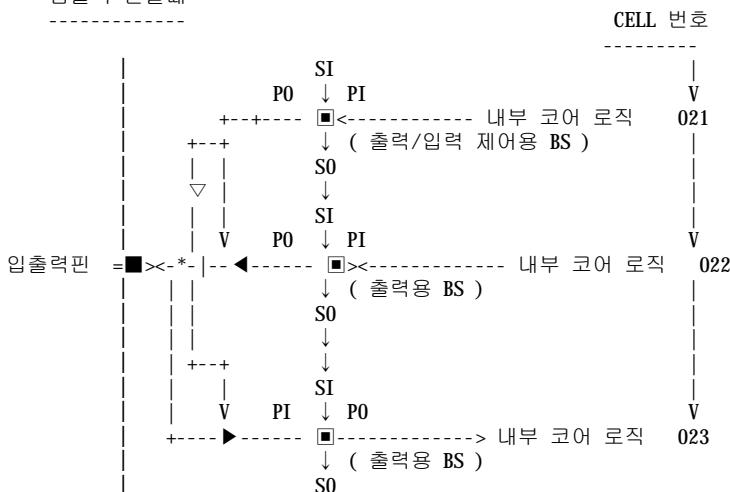 CELL 번호
SI
PO ↓ PI V
+--+---- ▣<------------ 내부 코어 로직 021
+---+ ↓ ( 출력/입력 제어용 BS )
SO
▽ ↓
SI
V PO ↓ PI V
입출력핀 =■><-*-|--◀------ ▣><------------- 내부 코어 로직 022
↓ ( 출력용 BS )
SO
↓
+--+ ↓
SI
V PI ↓ PO V
+----▶------ ▣-------------> 내부 코어 로직 023
↓ ( 출력용 BS )
SO